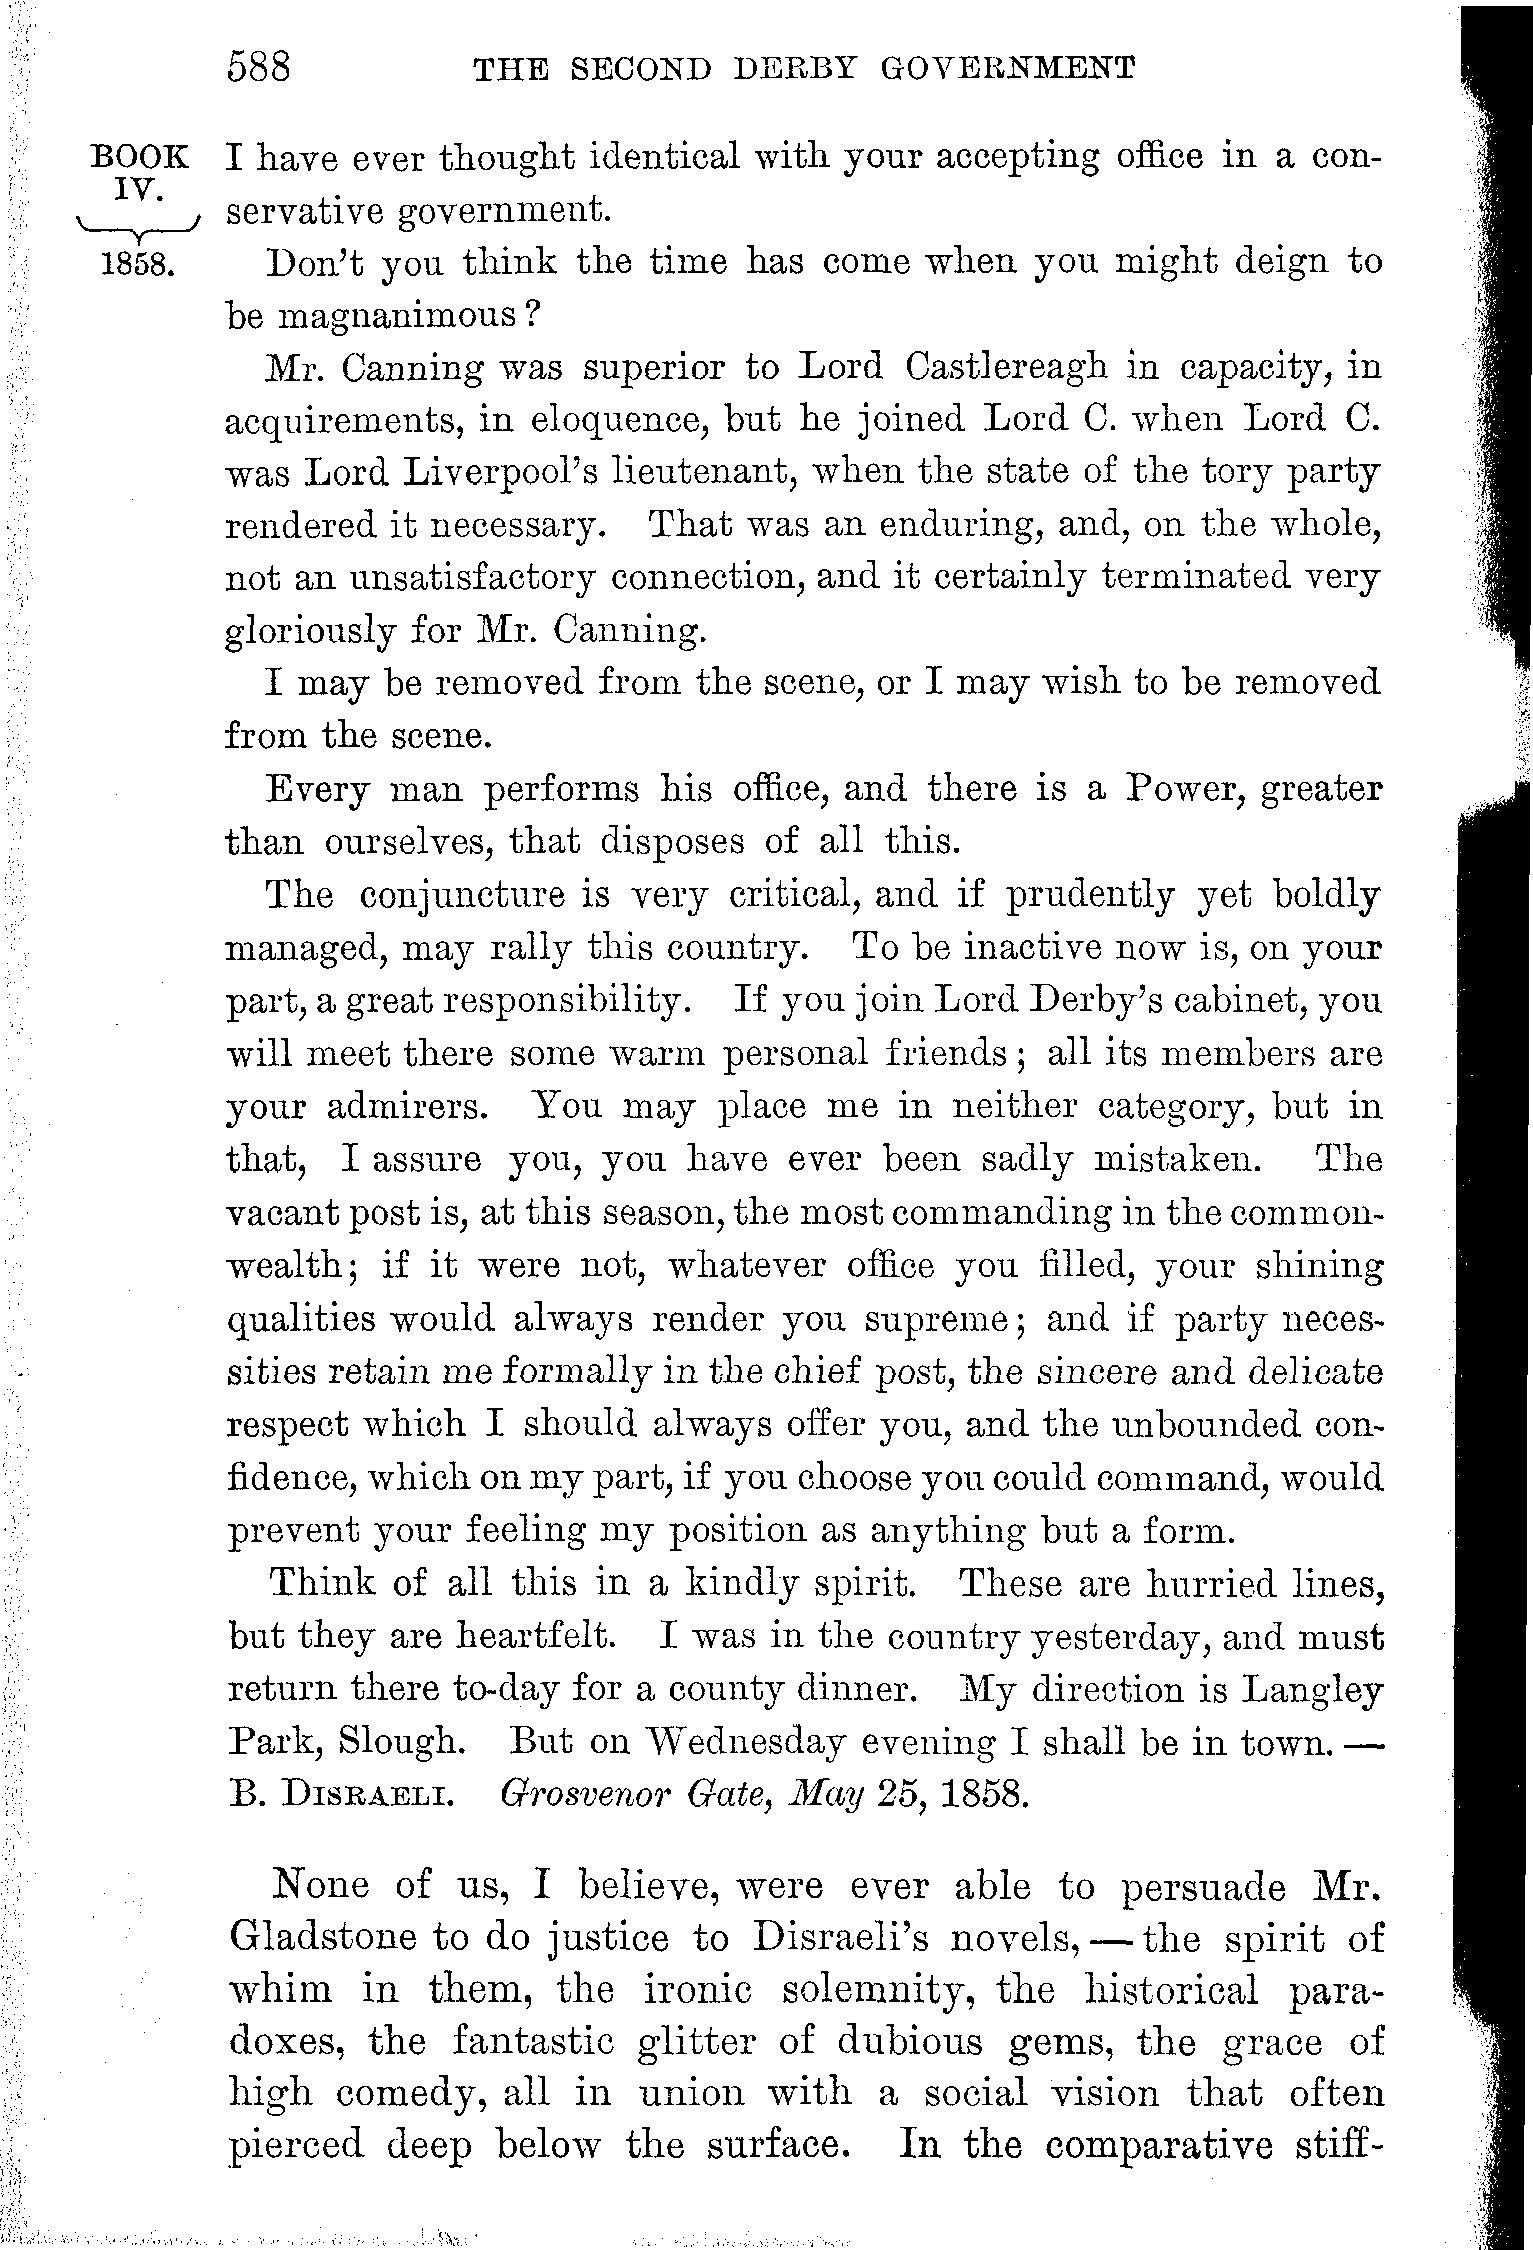 588 THE SECOND DERBY GOVERNMENT
BOOK IV. 1858.
I have ever thought identical with your accepting office in a con-
servative government.
Don't you think the time has come when you might deign to
be magnanimous?
Mr. Canning was superior to Lord Castlereagh in capacity, in
acquirements, in eloquence, but he joined Lord C. when Lord C.
was Lord Liverpool's lieutenant, when the state of the tory party
rendered it necessary. That was an enduring, and, on the whole,
not an unsatisfactory connection, and it certainly terminated very
gloriously for Mr. Canning.
I may be removed from the scene, or I may wish to be removed
from the scene.
Every man performs his office, and there is a Power, greater
than ourselves, that disposes of all this.
The conjuncture is very critical, and if prudently yet boldly
managed, may rally this country. To be inactive now is, on your
part, a great responsibility. If you join Lord Derby's cabinet, you
will meet there some warm personal friends; all its members are
your admirers. You may place me in neither category, but in
that, I assure you, you have ever been sadly mistaken. The
vacant post is, at this season, the most commanding in the common-
wealth; if it were not, whatever office you filled, your shining
qualities would always render you supreme; and if party neces-
sities retain me formally in the chief post, the sincere and delicate
respect which I should always offer you, and the unbounded con-
fidence, which on my part, if you choose you could command, would
prevent your feeling my position as anything but a form.
Think of all this in a kindly spirit. These are hurried lines,
but they are heartfelt. I was in the country yesterday, and must
return there to-day for a county dinner. My direction is Langley
Park, Slough. But on Wednesday evening I shall be in town. —
B. DISRAELI. Grosvenor Gate, May 25, 1858.
None of us, I believe, were ever able to persuade Mr.
Gladstone to do justice to Disraeli's novels, — the spirit of
whim in them, the ironic solemnity, the historical para-
doxes, the fantastic glitter of dubious gems, the grace of
high comedy, all in union with a social vision that often
pierced deep below the surface. In the comparative stiff-